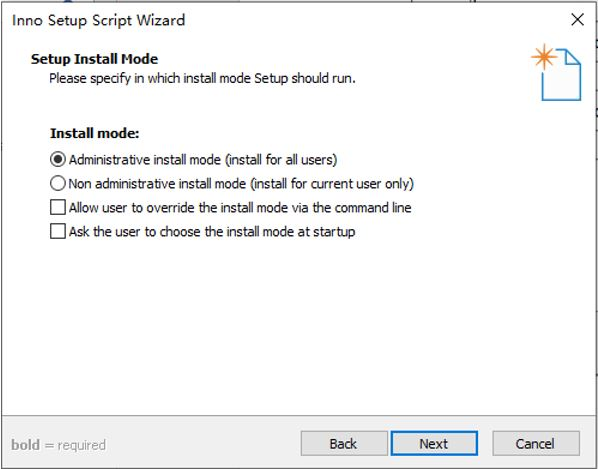 Inno Setup Script Wizard
Setup Install Mode
Please specify in which install mode Setup should run.
Install mode:
Administrative install mode (install for all users)
Non administrative install mode (install for current user only)
Allow user to override the install mode via the command line
Ask the user to choose the install mode at startup
bold = required
Back
Next
Cancel